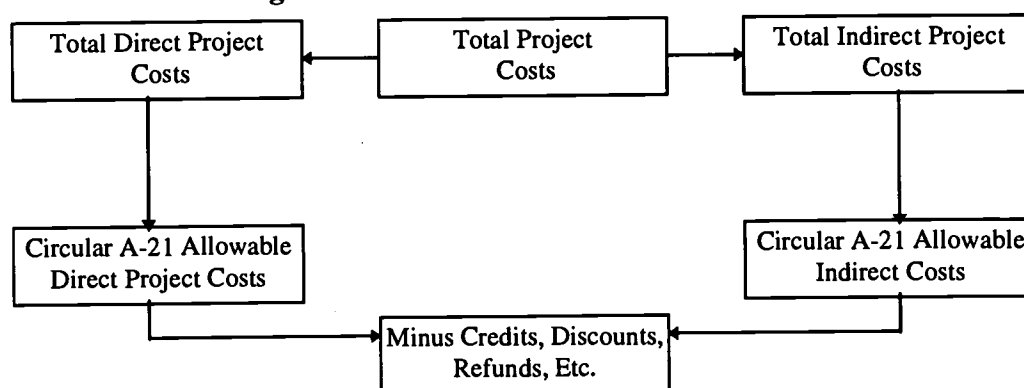 Total Direct Project
Costs
Total Project
Costs
Total Indirect Project
Costs
Circular A-21 Allowable
Direct Project Costs
Circular A-21 Allowable
Indirect Costs
Minus Credits, Discounts,
Refunds, Etc.